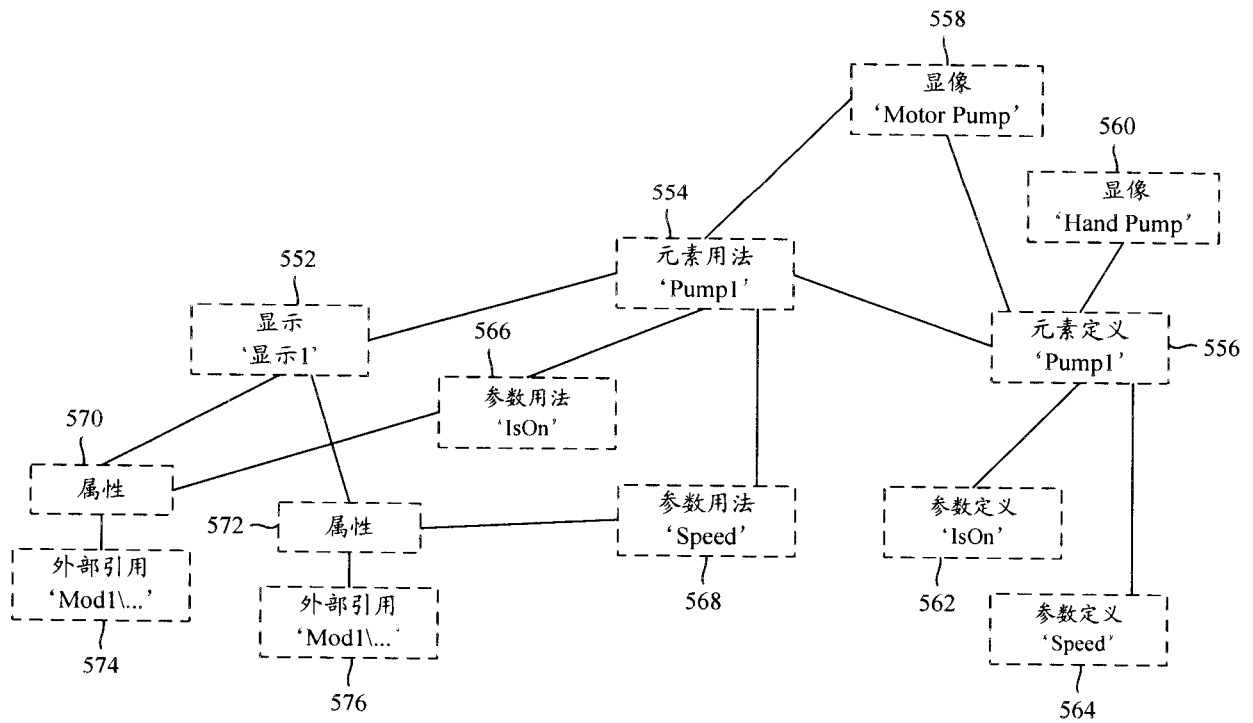 558
显像
‘Motor Pump’
560
显像
‘Hand Pump’
554
元素用法
‘Pump1’
552
显示
‘显示1’
元素定义
‘Pump1’
556
566
参数用法
‘IsOn’
570
属性
572
属性
参数用法
‘Speed’
568
参数定义
‘IsOn’
562
外部引用
‘Mod1\...’
574
外部引用
‘Mod1\...’
576
参数定义
‘Speed’
564